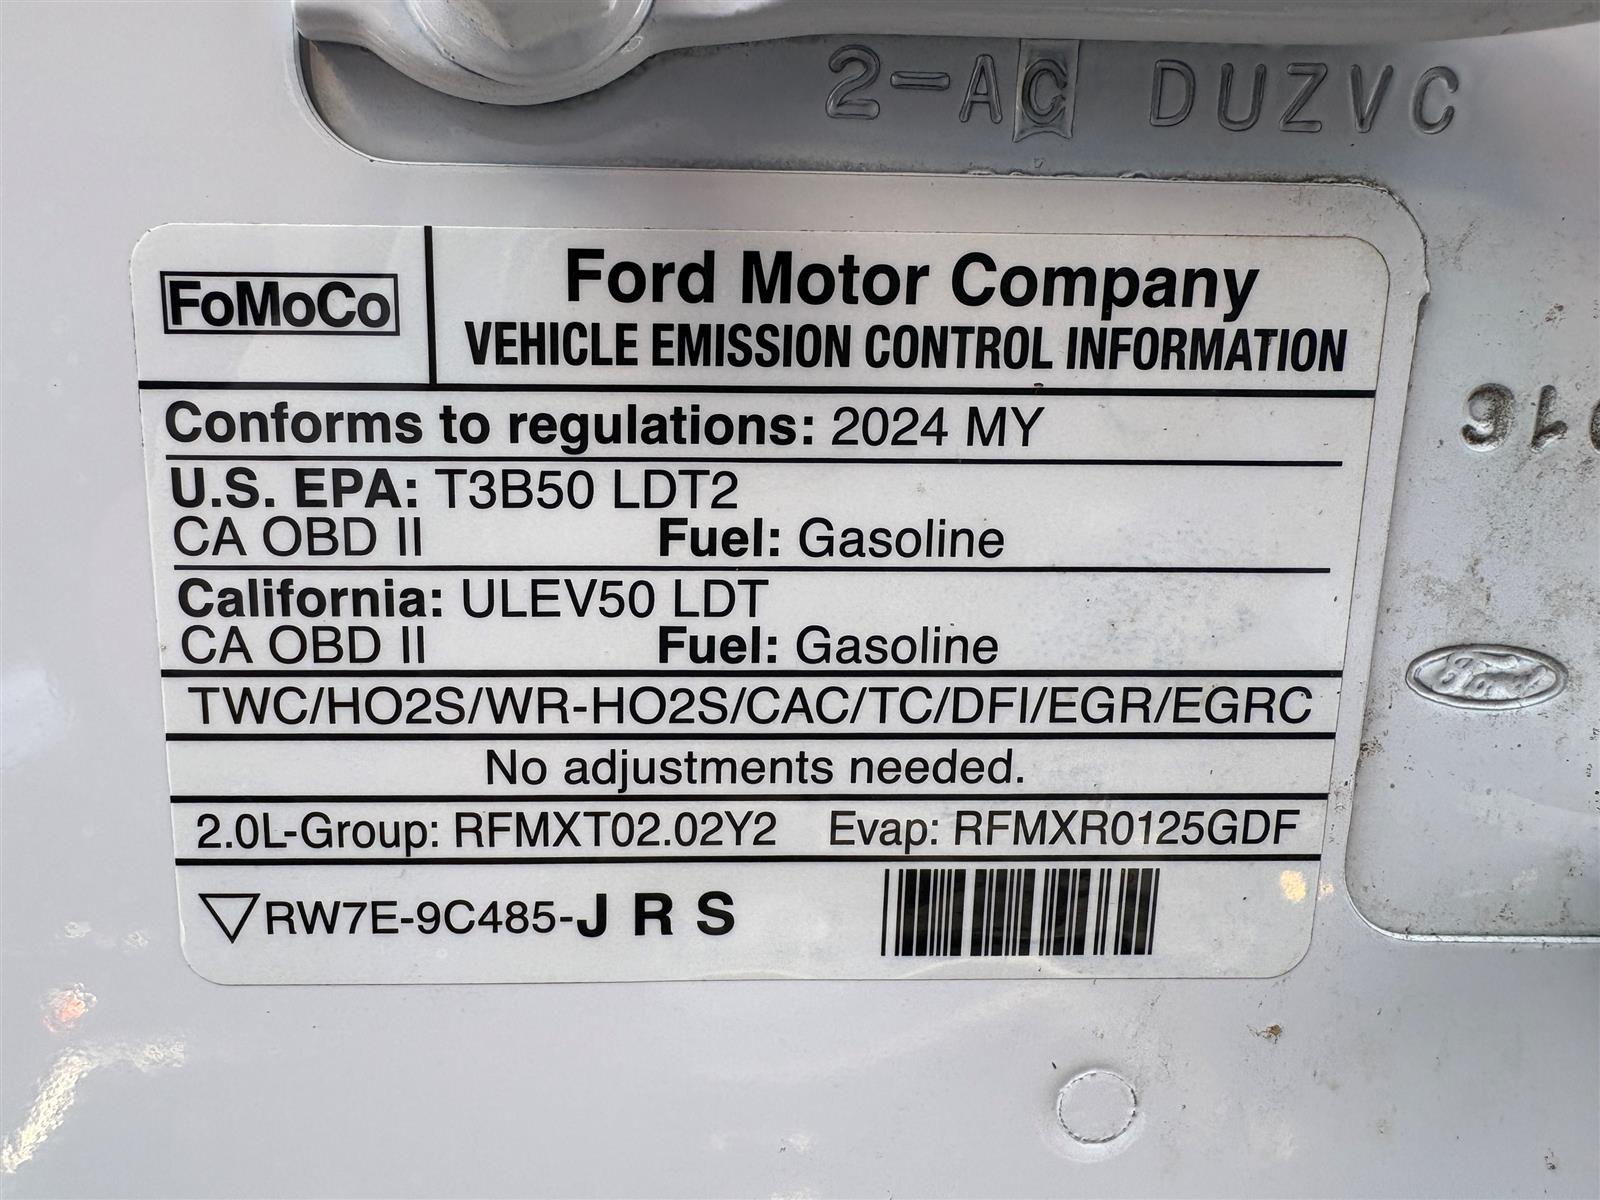 2-AC DUZVC
FoMoCo
Ford Motor Company
VEHICLE EMISSION CONTROL INFORMATION
Conforms to regulations: 2024 MY
U.S. EPA: T3B50 LDT2
CA OBD II Fuel: Gasoline
California: ULEV50 LDT
CA OBD II Fuel: Gasoline
TWC/HO2S/WR-HO2S/CAC/TC/DFI/EGR/EGRC
No adjustments needed.
2.0L-Group: RFMXT02.02Y2 Evap: RFMXR0125GDF
RW7E-9C485-J R S
Ford